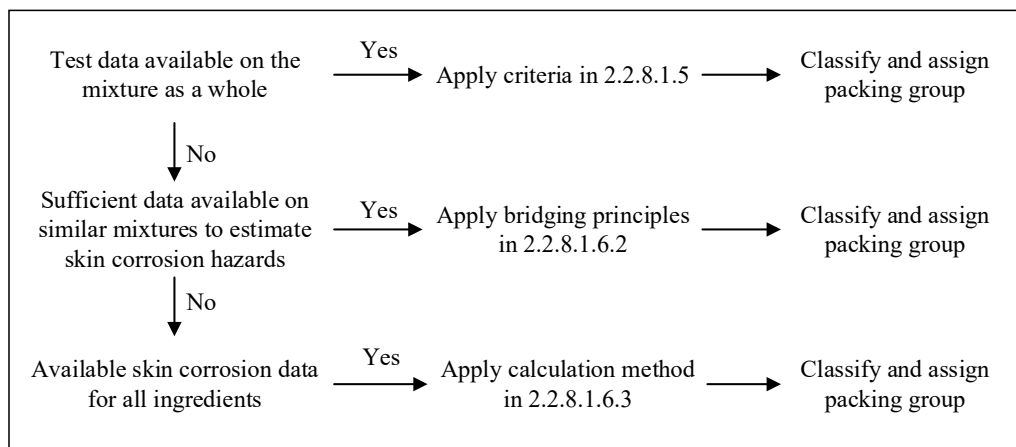 Test data available on the
mixture as a whole
Yes
Apply criteria in 2.2.8.1.5
Classify and assign
packing group
No
Sufficient data available on
similar mixtures to estimate
skin corrosion hazards
Yes
Apply bridging principles
in 2.2.8.1.6.2
Classify and assign
packing group
No
Available skin corrosion data
for all ingredients
Yes
Apply calculation method
in 2.2.8.1.6.3
Classify and assign
packing group